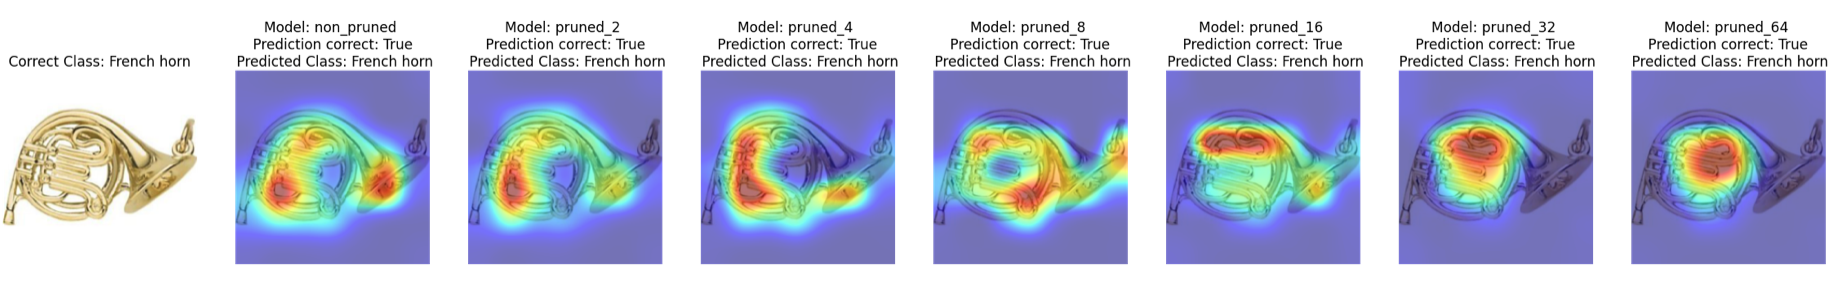 Correct Class: French horn
Model: non_pruned
Prediction correct: True
Predicted Class: French horn
Model: pruned_2
Prediction correct: True
Predicted Class: French horn
Model: pruned_4
Prediction correct: True
Predicted Class: French horn
Model: pruned_8
Prediction correct: True
Predicted Class: French horn
Model: pruned_16
Prediction correct: True
Predicted Class: French horn
Model: pruned_32
Prediction correct: True
Predicted Class: French horn
Model: pruned_64
Prediction correct: True
Predicted Class: French horn